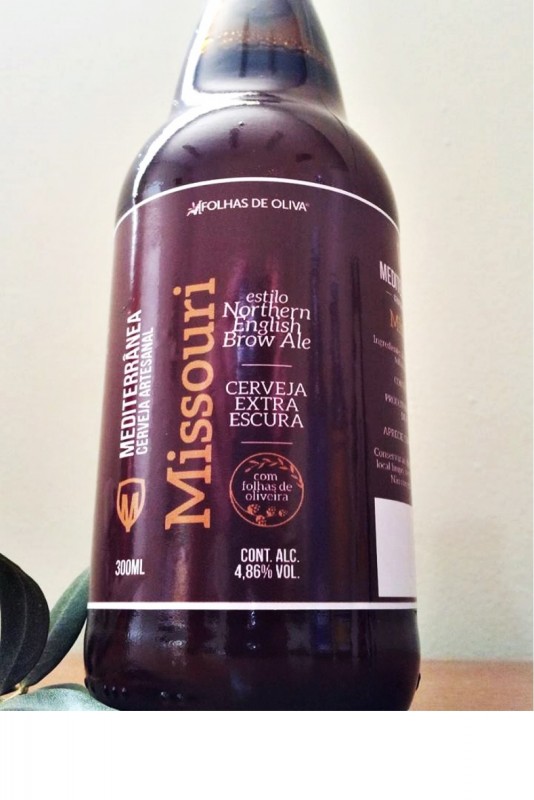 FOLHAS DE OLIVA
MEDITERRÂNEA
CERVEJA ARTESANAL
Missouri
estilo
Northern
English
Brow Ale
CERVEJA
EXTRA
ESCURA
com
folhas de
oliveira
M
300ML
CONT. ALC.
4,86% VOL.